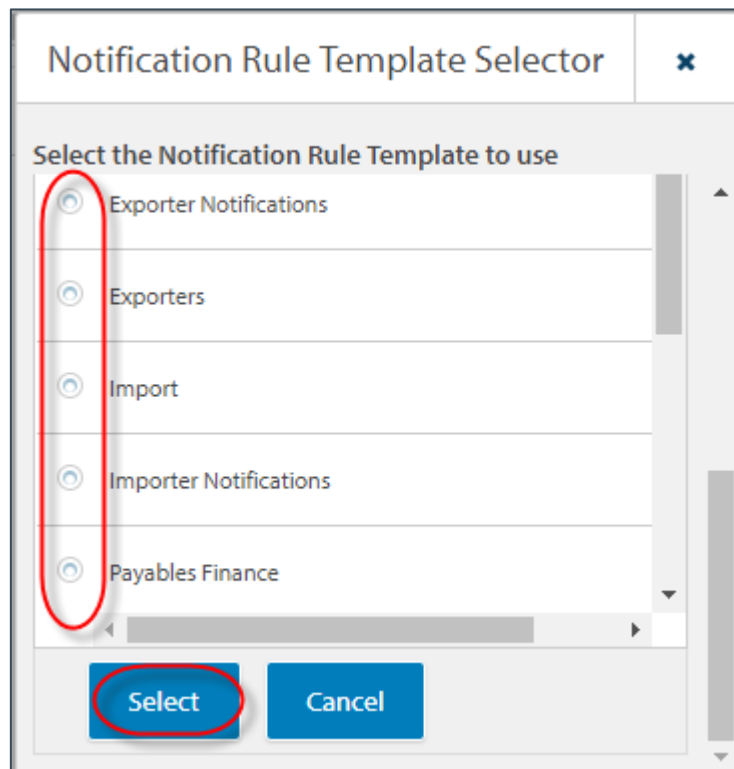 Notification Rule Template Selector
Select the Notification Rule Template to use
Exporter Notifications
Exporters
Import
Importer Notifications
Payables Finance
Select Cancel